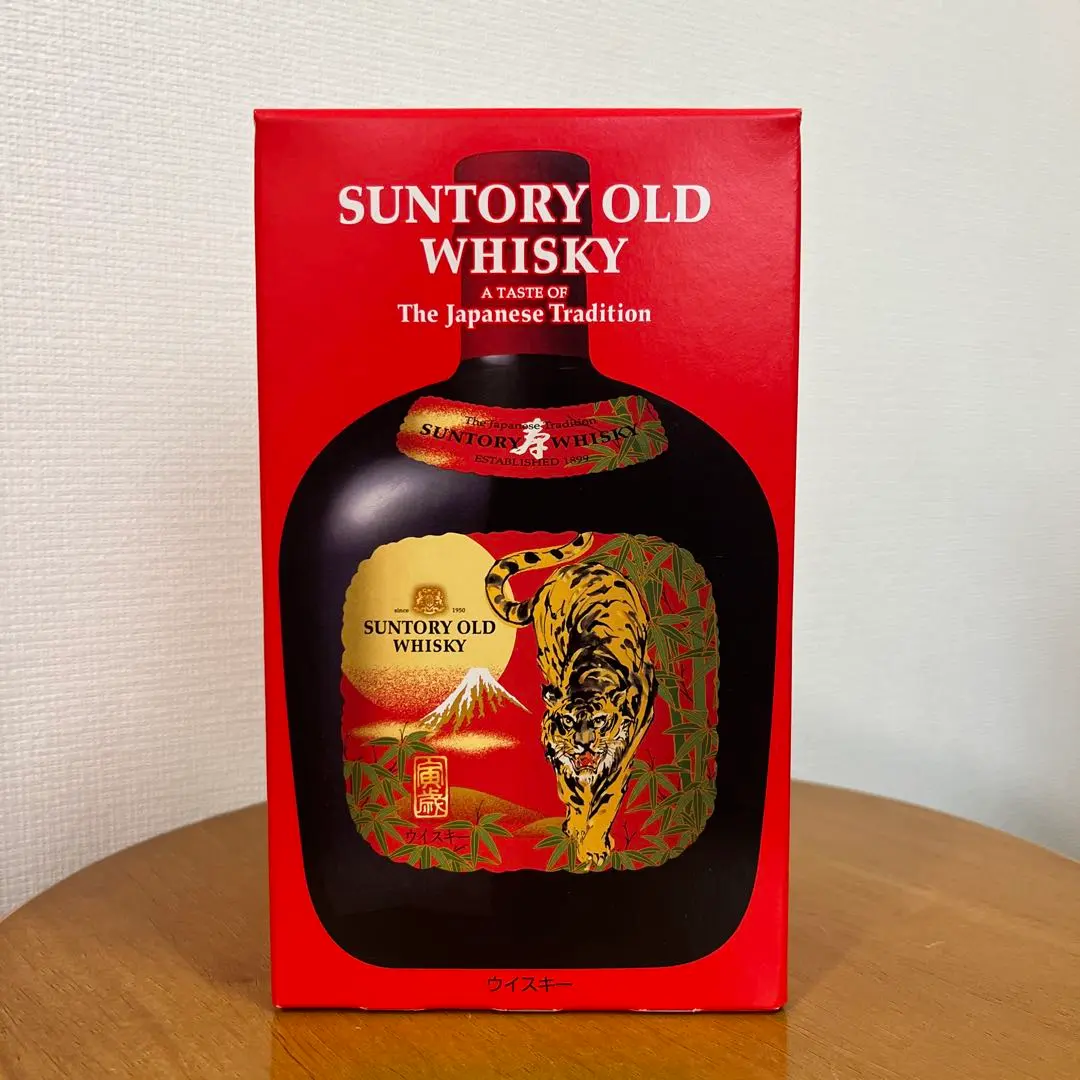 SUNTORY OLD
WHISKY
A TASTE OF
The Japanese Tradition
The Japanese Tradition
SUNTORY 寿 WHISKY
ESTABLISHED 1899
since 1950
SUNTORY OLD
WHISKY
寅歳
ウイスキー
ウイスキー